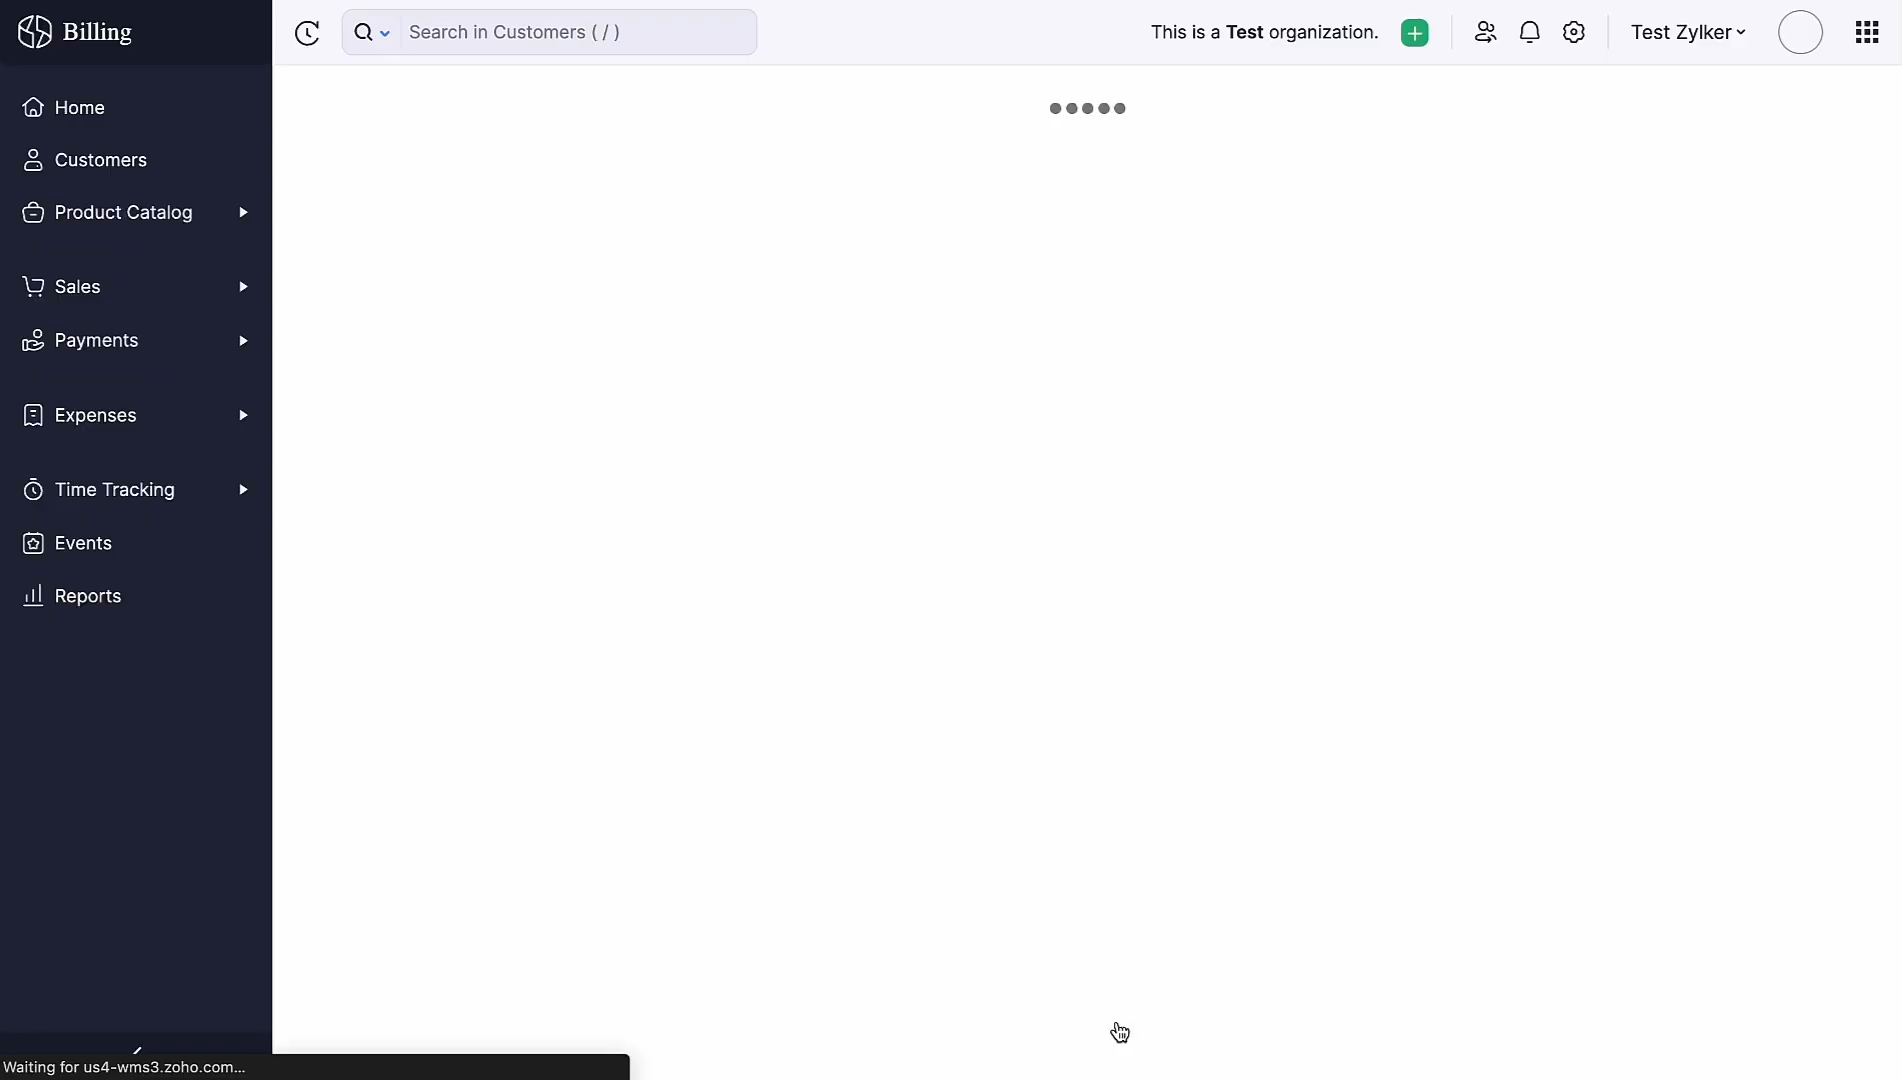 Billing
Search in Customers ( / )
This is a Test organization.
Test Zylker
Home
Customers
Product Catalog
Sales
Payments
Expenses
Time Tracking
Events
Reports
Waiting for us4-wms3.zoho.com...